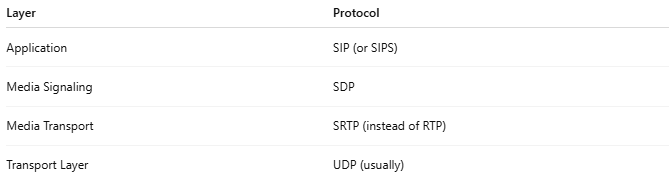 Layer Protocol
Application SIP (or SIPS)
Media Signaling SDP
Media Transport SRTP (instead of RTP)
Transport Layer UDP (usually)